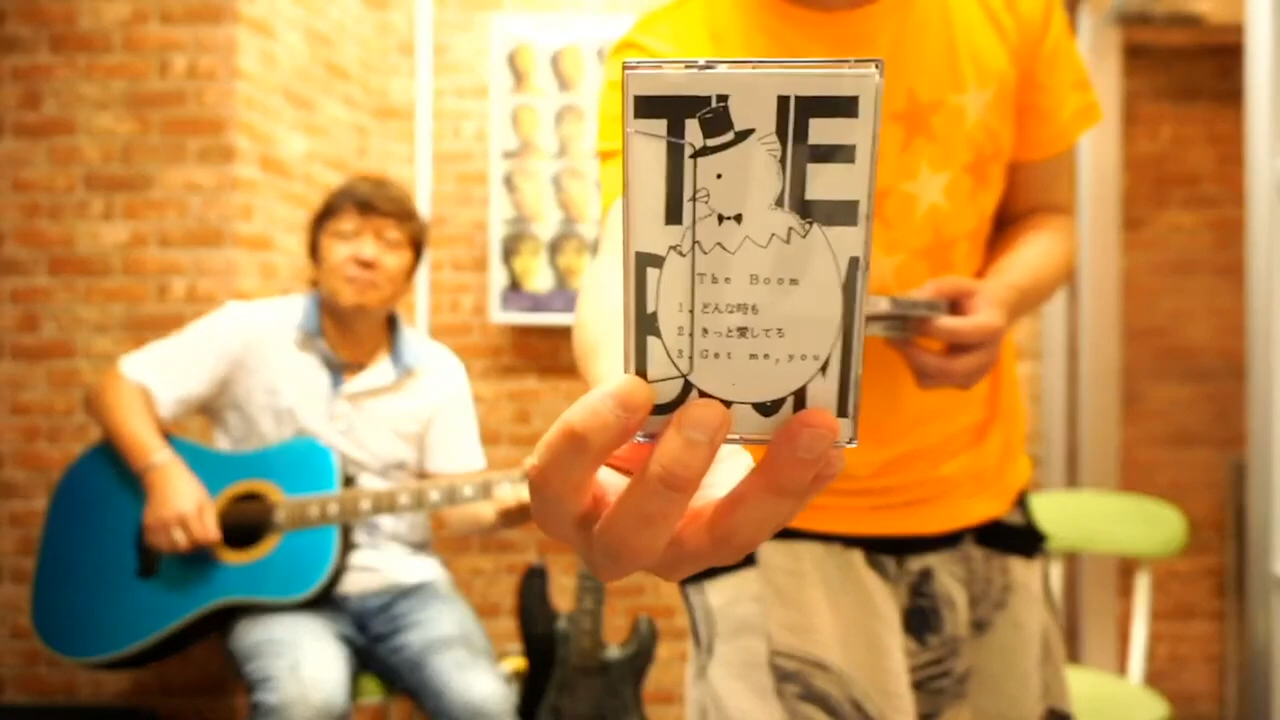 THE
The Boom
1. どんな時も
2. きっと愛してる
3. Get me, you